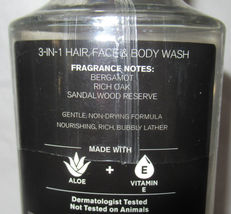 3-IN-1 HAIR, FACE & BODY WASH
FRAGRANCE NOTES:
BERGAMOT
RICH OAK
SANDALWOOD RESERVE
GENTLE, NON-DRYING FORMULA
NOURISHING, RICH, BUBBLY LATHER
MADE WITH
+ E
ALOE VITAMIN
E
Dermatologist Tested
Not Tested on Animals